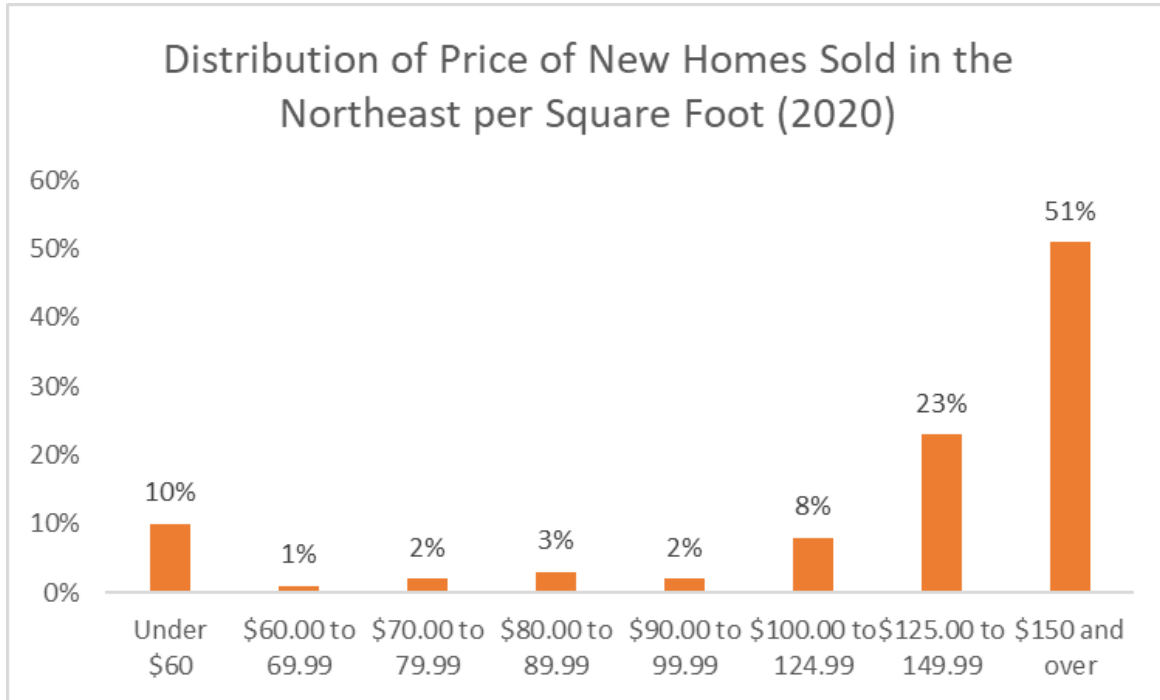 Distribution of Price of New Homes Sold in the
Northeast per Square Foot (2020)
60%
50%
40%
30%
20%
10%
0%
10%
1%
2%
3%
2%
8%
23%
51%
Under
$60
$60.00 to
69.99
$70.00 to
79.99
$80.00 to
89.99
$90.00 to
99.99
$100.00 to
124.99
$125.00 to
149.99
$150 and
over